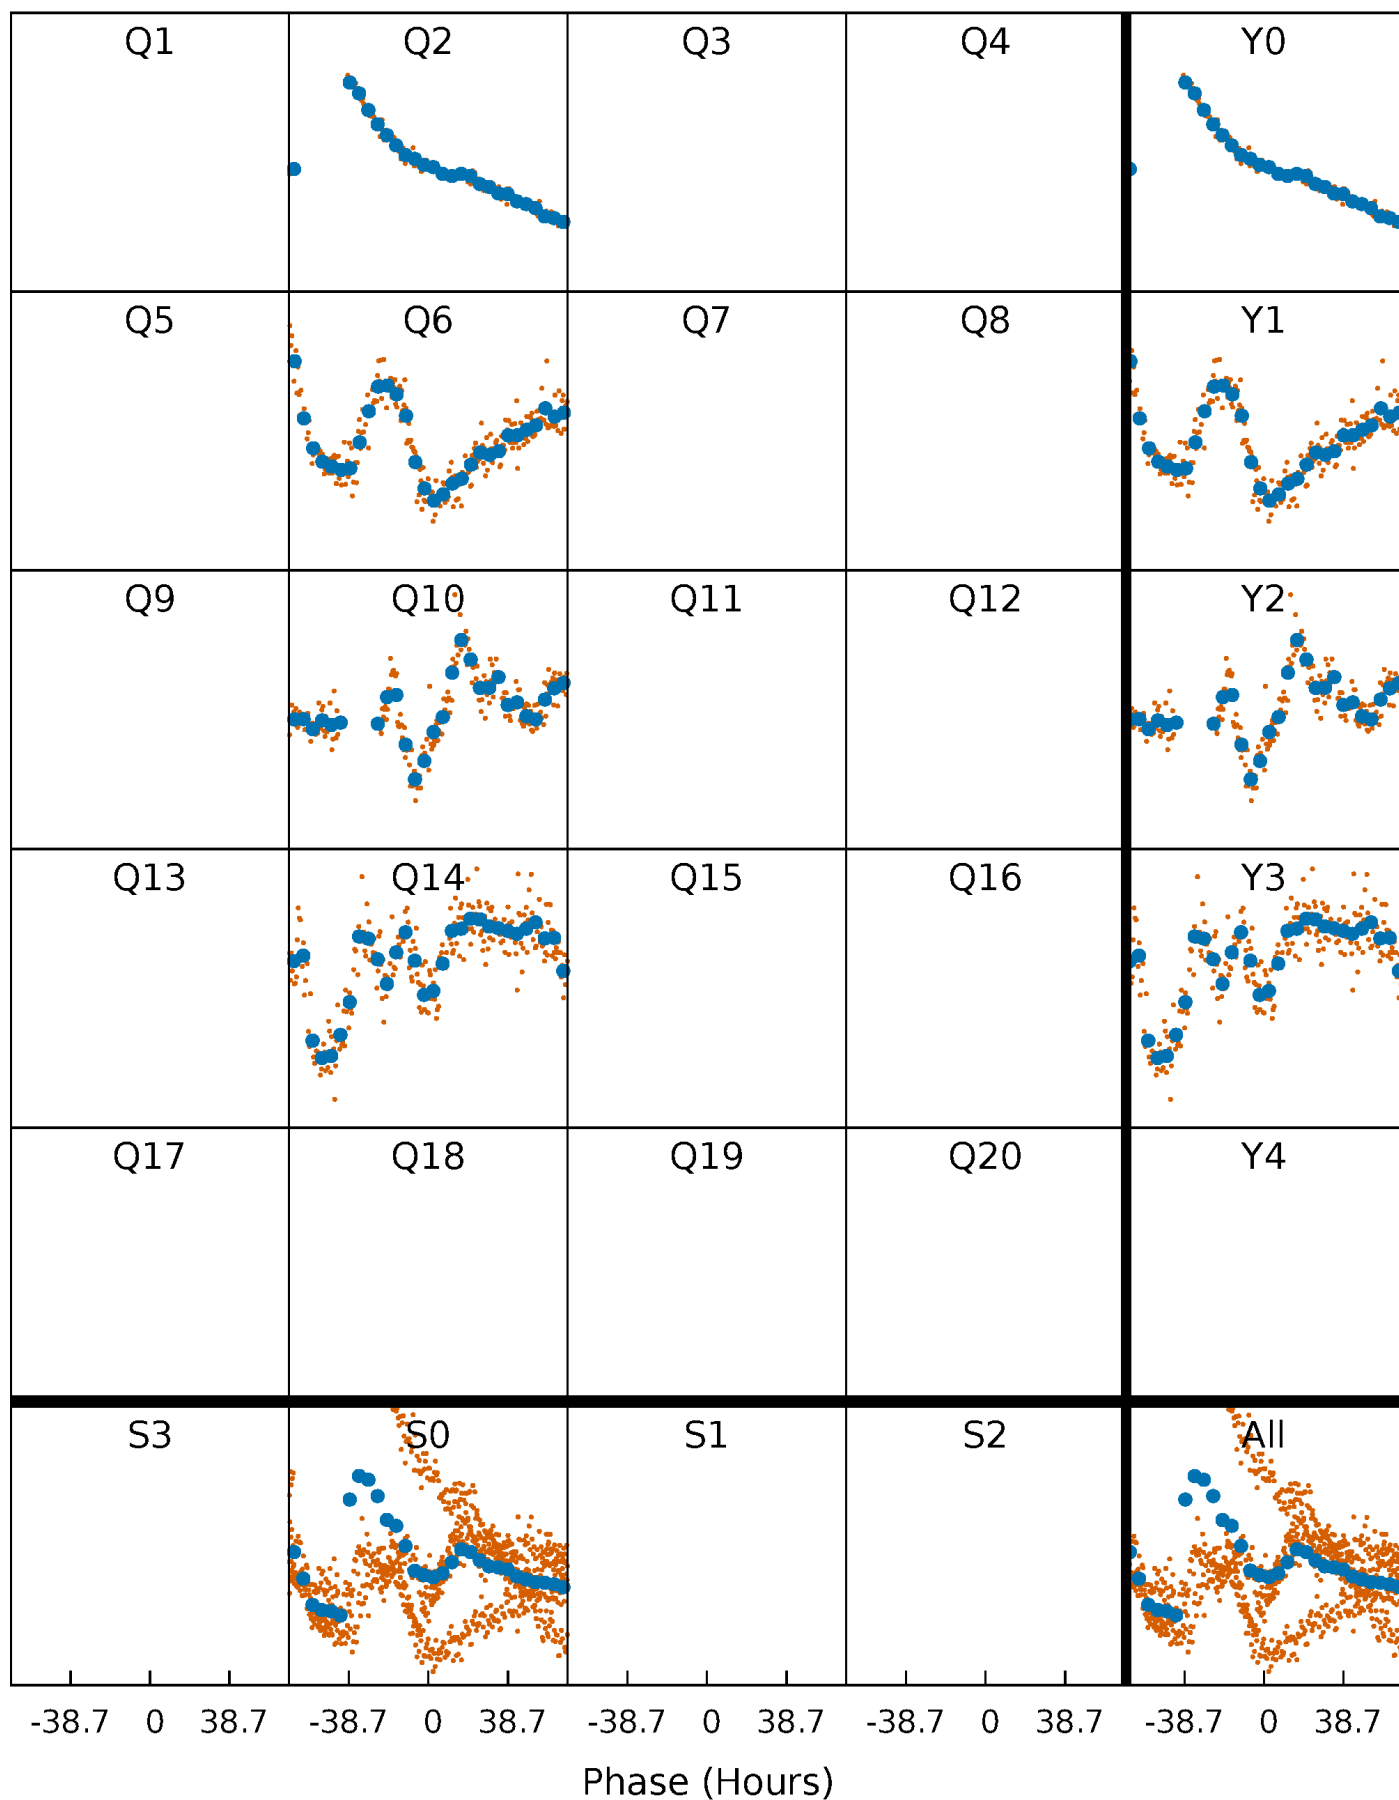 Q1 Q2 Q3 Q4 Y0
Q5 Q6 Q7 Q8 Y1
Q9 Q10 Q11 Q12 Y2
Q13 Q14 Q15 Q16 Y3
Q17 Q18 Q19 Q20 Y4
S3 S0 S1 S2 All
-38.7 0 38.7 -38.7 0 38.7 -38.7 0 38.7 -38.7 0 38.7 -38.7 0 38.7
Phase (Hours)